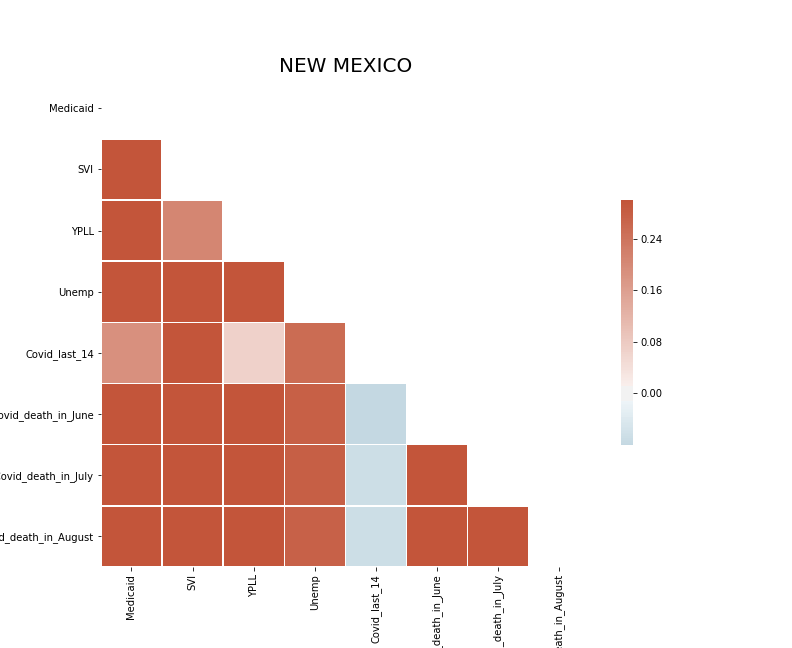 NEW MEXICO
Medicaid
SVI
YPLL
Unemp
Covid_last_14
ovid_death_in_June
ovid_death_in_July
d_death_in_August
0.24
0.16
0.08
0.00
Medicaid
SVI
YPLL
Unemp
Covid_last_14
_death_in_June
_death_in_July
eath_in_August